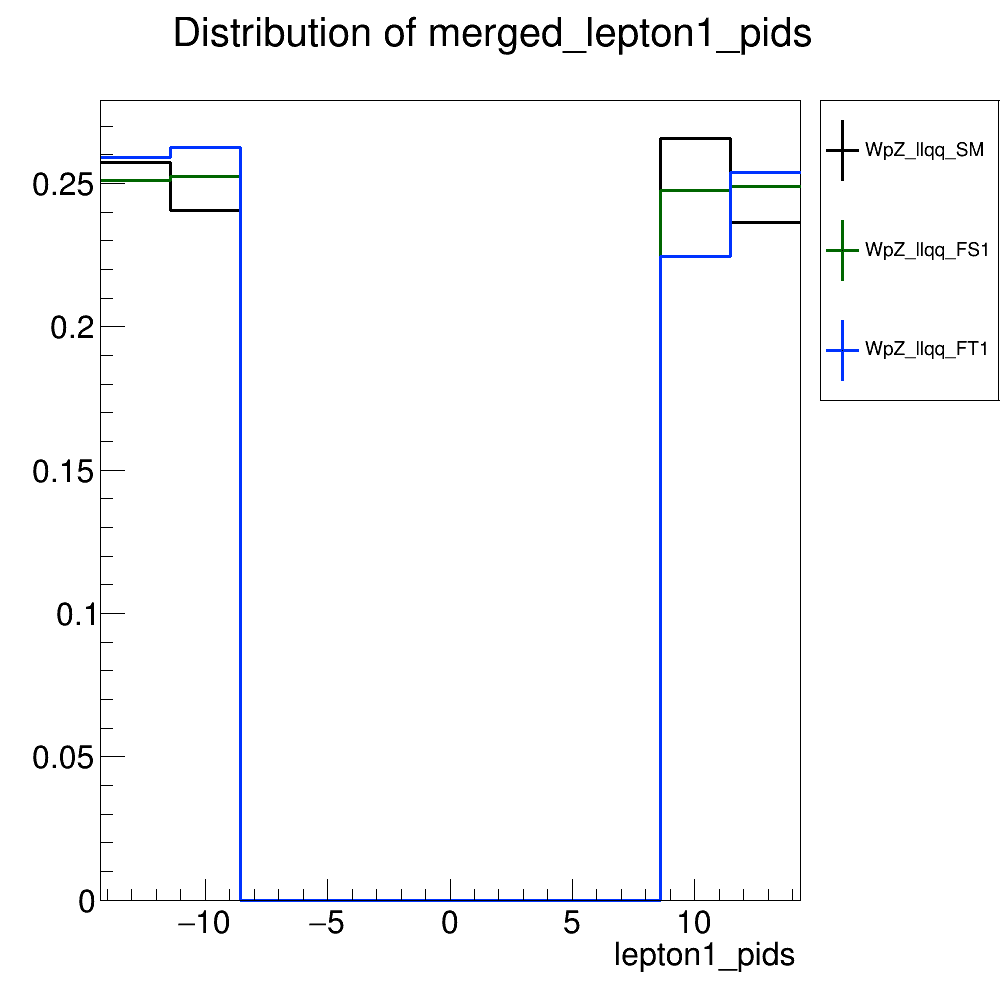 Distribution of merged_lepton1_pids
WpZ_llqq_SM
WpZ_llqq_FS1
WpZ_llqq_FT1
0.25
0.2
0.15
0.1
0.05
0
−10 −5 0 5 10
lepton1_pids